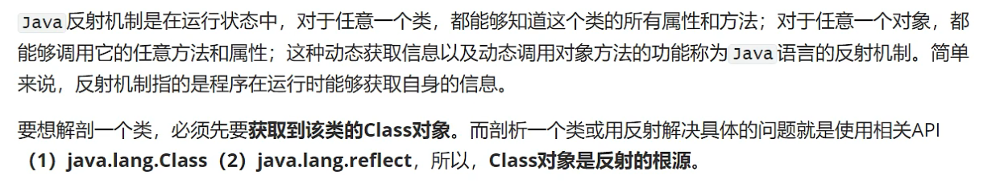 Java反射机制是在运行状态中，对于任意一个类，都能够知道这个类的所有属性和方法；对于任意一个对象，都
能够调用它的任意方法和属性；这种动态获取信息以及动态调用对象方法的功能称为Java语言的反射机制。简单
来说，反射机制指的是程序在运行时能够获取自身的信息。
要想解剖一个类，必须先要获取到该类的Class对象。而剖析一个类或用反射解决具体的问题就是使用相关API
（1）java.lang.Class（2）java.lang.reflect，所以，Class对象是反射的根源。